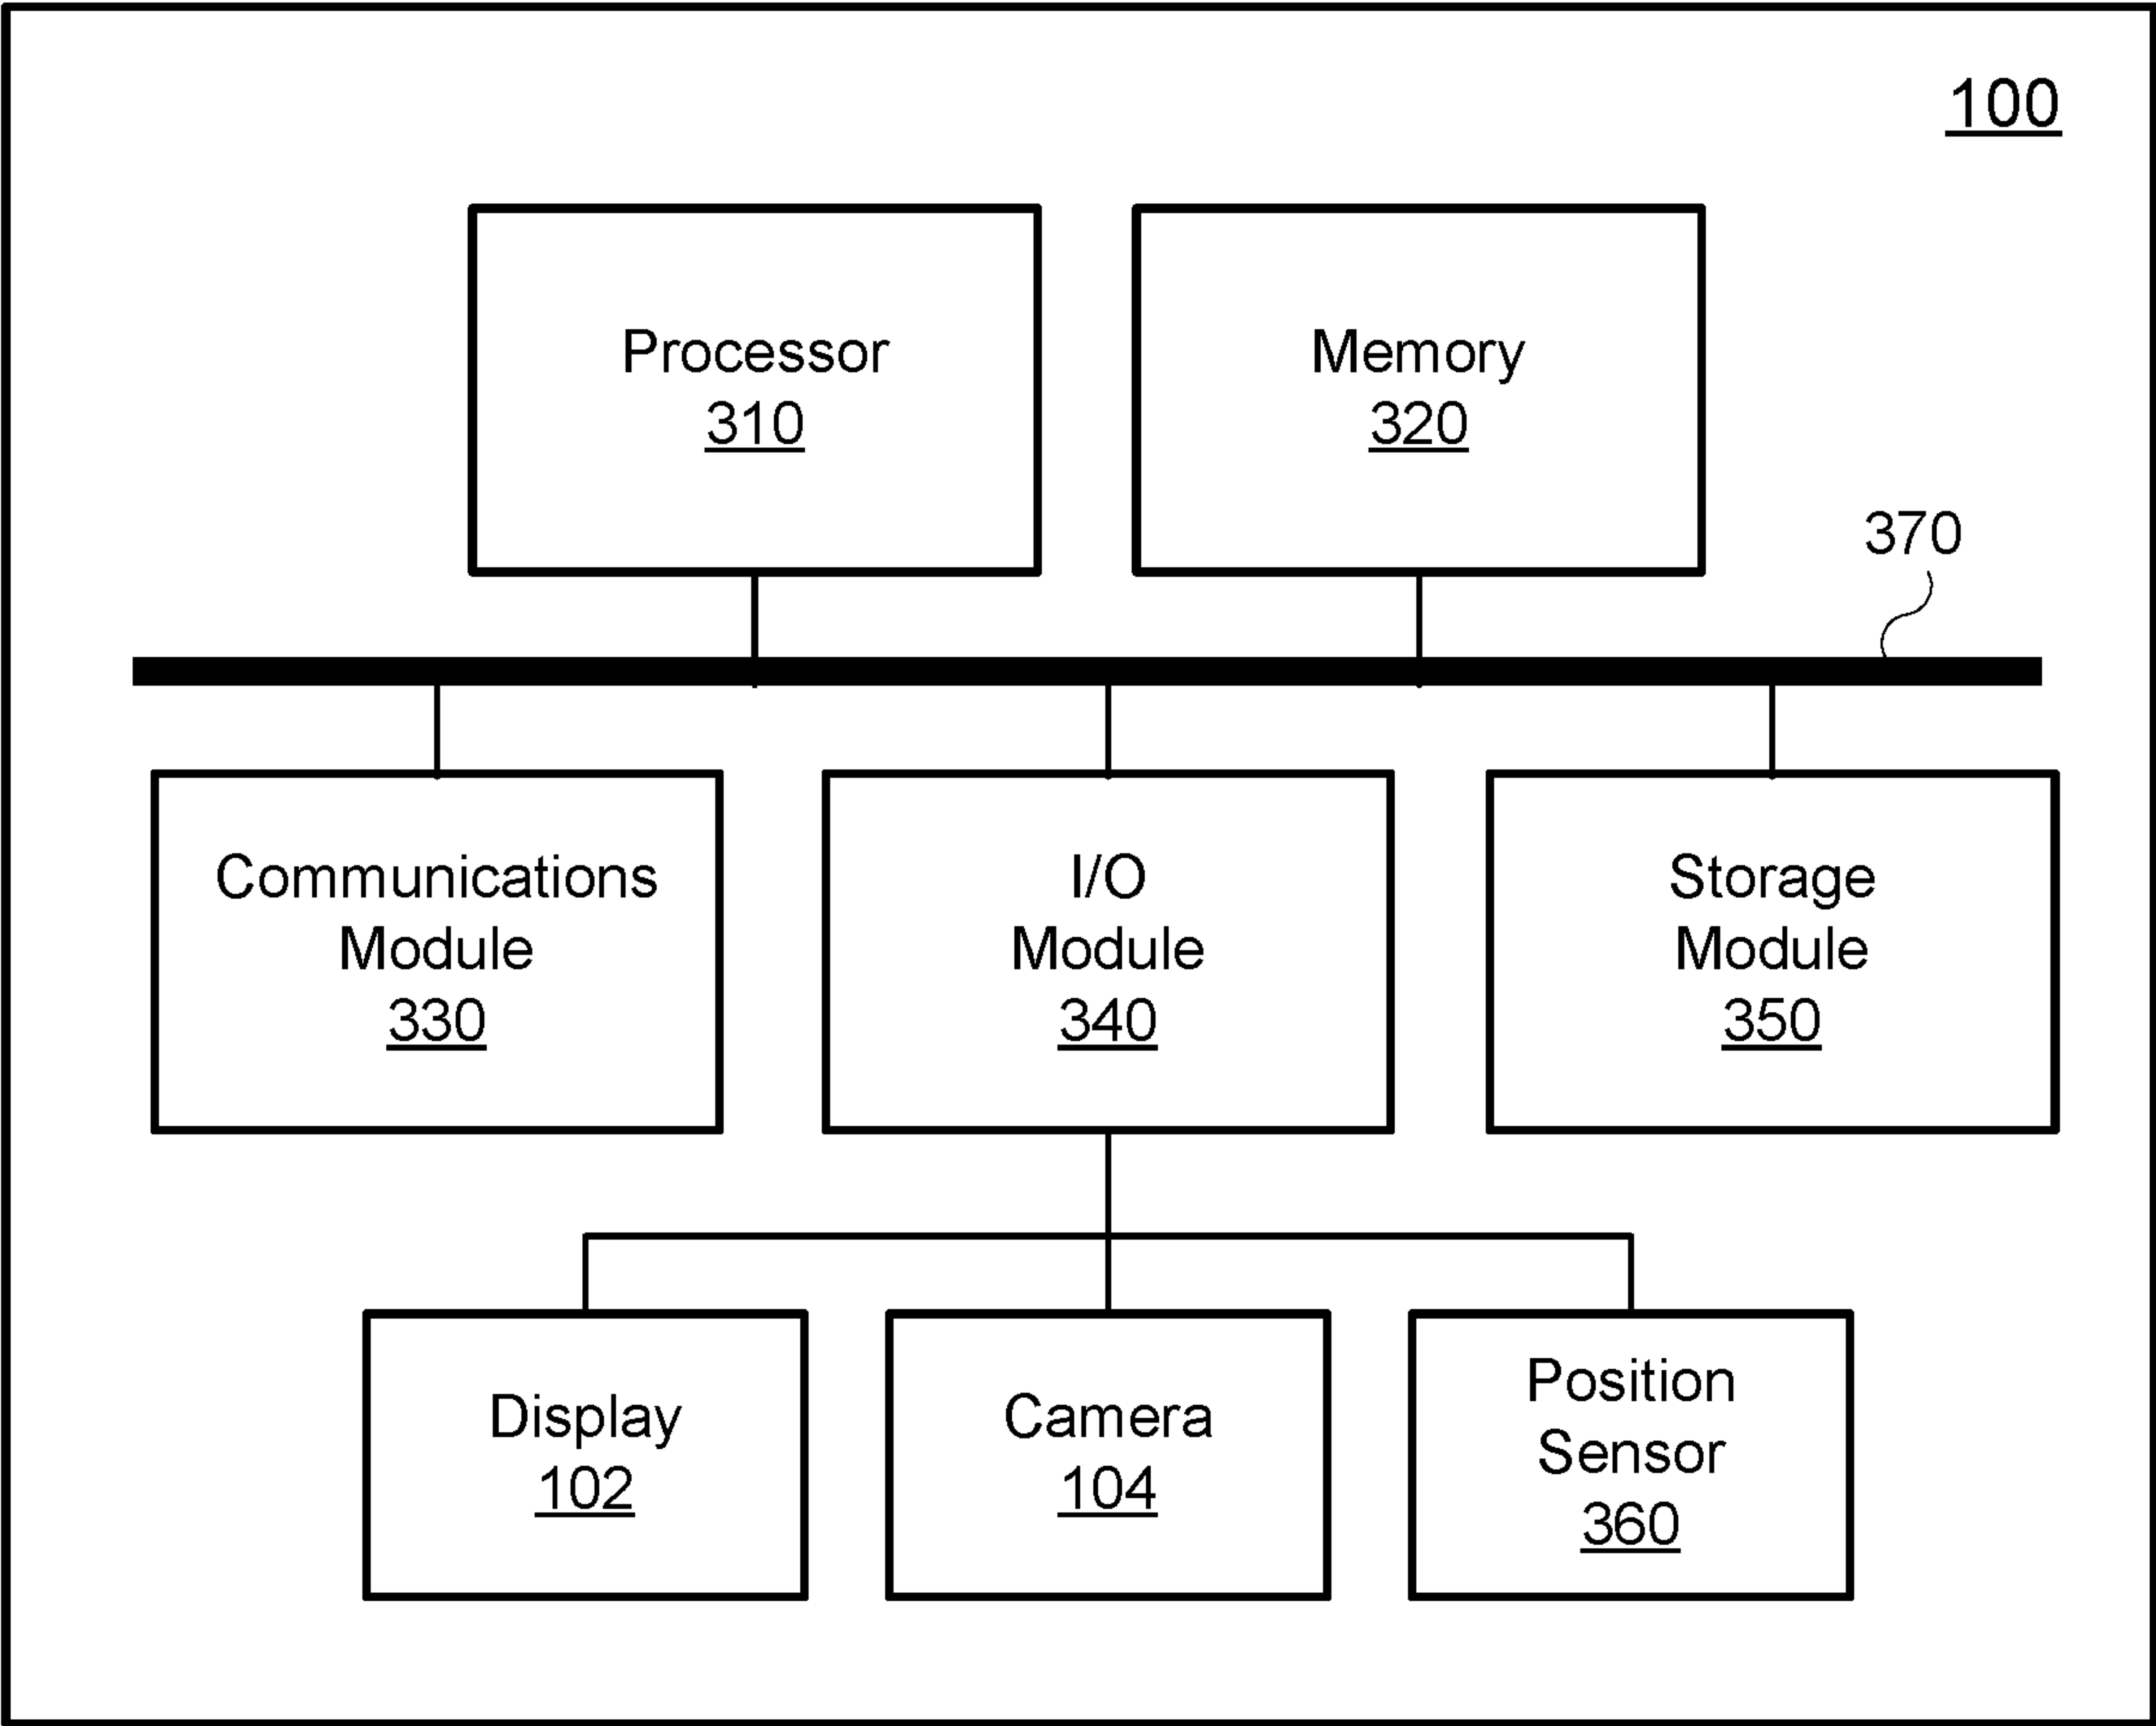 100
Processor
310
Memory
320
370
Communications
Module
330
I/O
Module
340
Storage
Module
350
Display
102
Camera
104
Position
Sensor
360